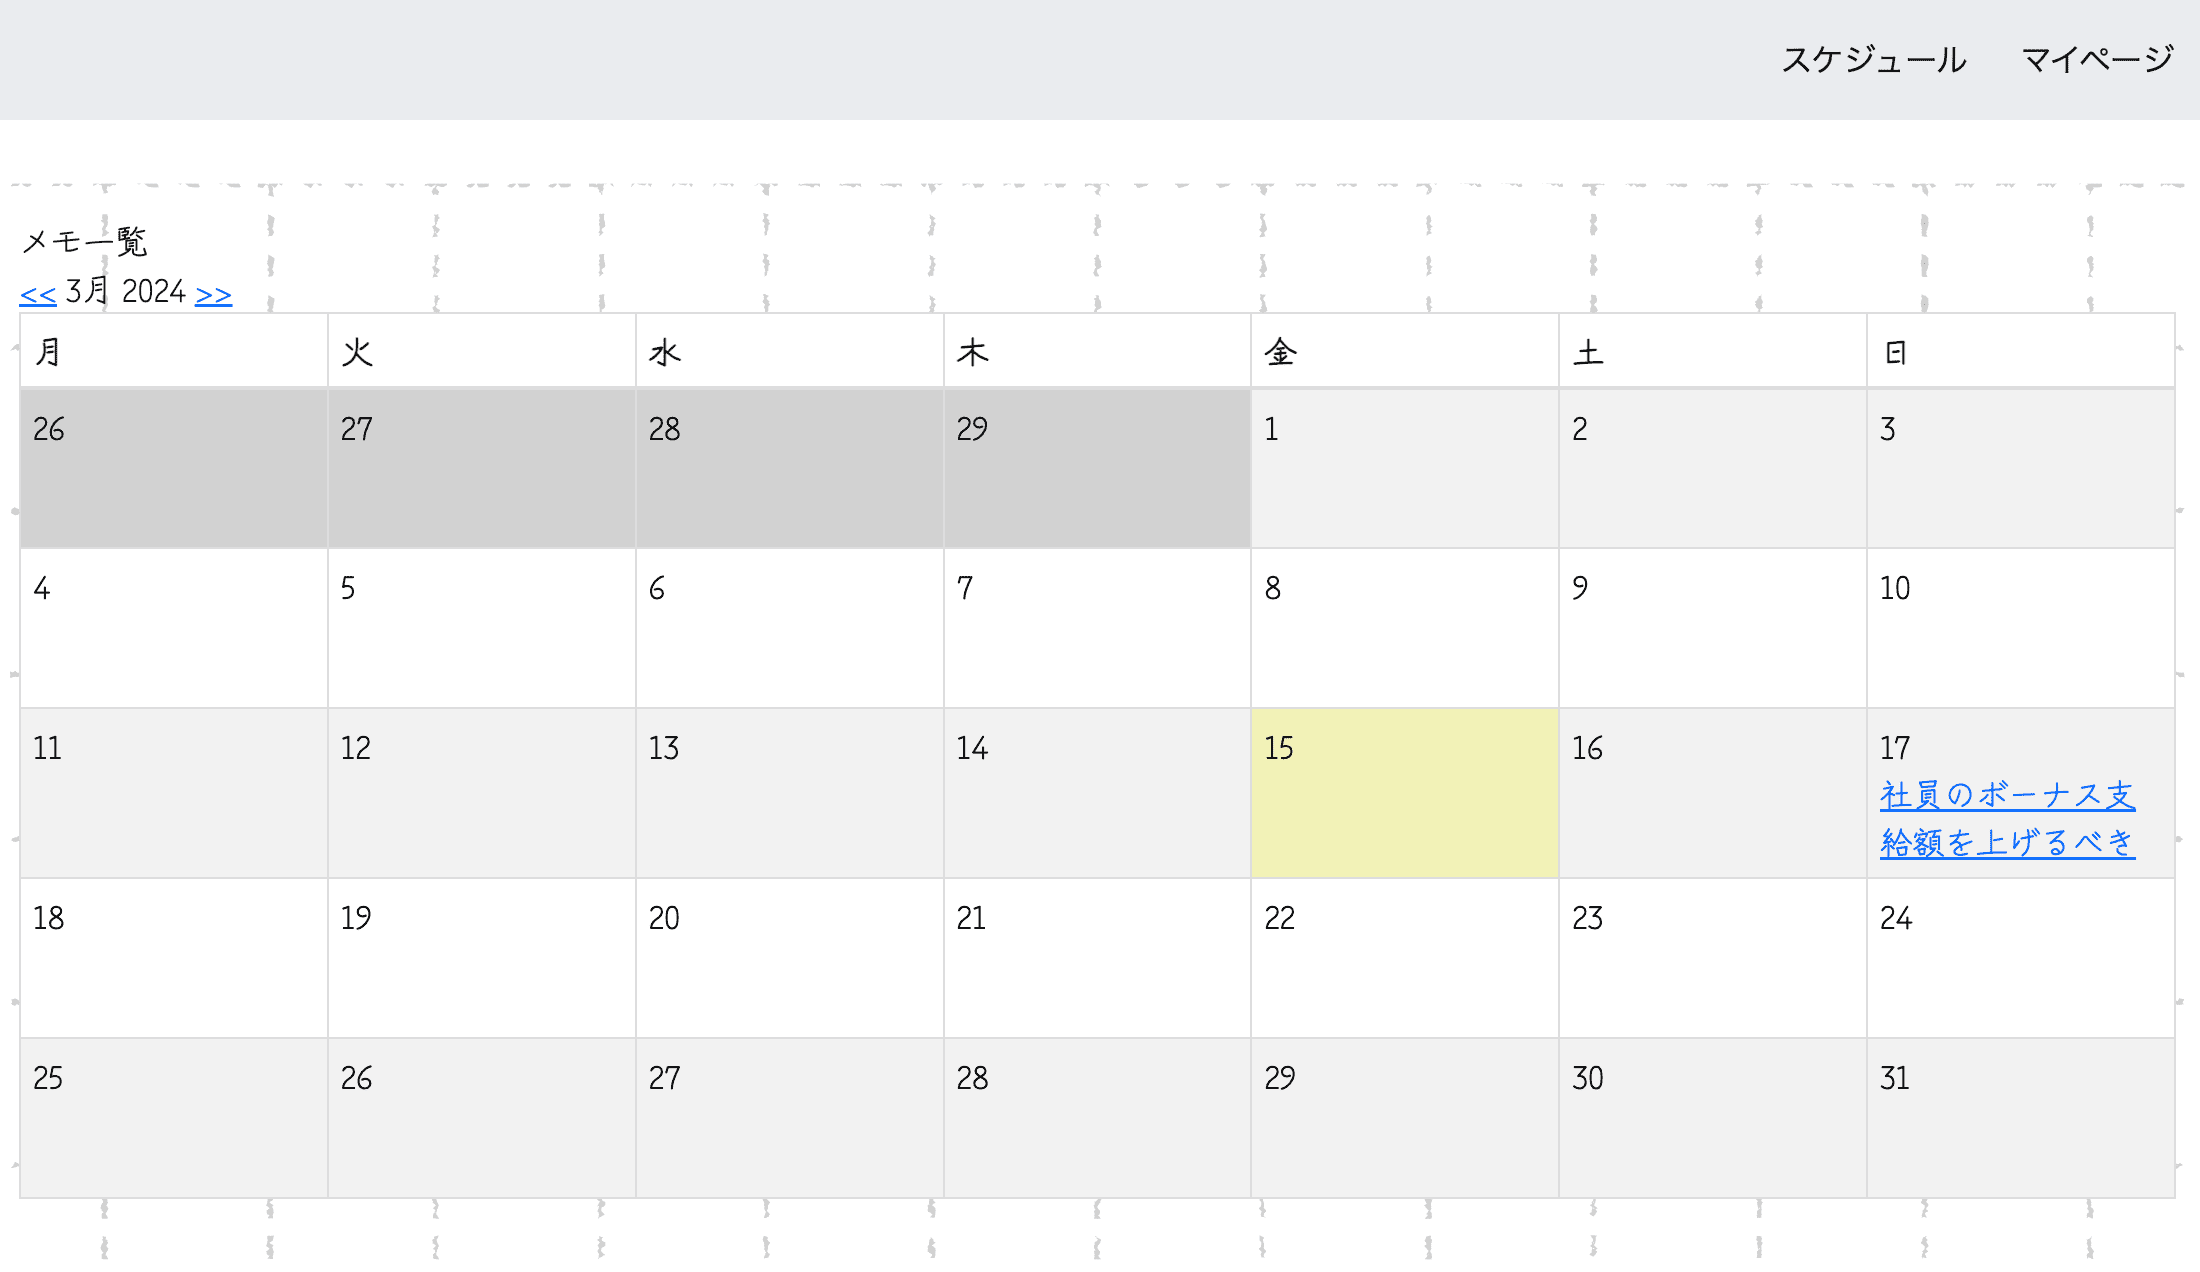 スケジュール マイページ
メモ一覧
<< 3月 2024 >>
月 火 水 木 金 土 日
26 27 28 29 1 2 3
4 5 6 7 8 9 10
11 12 13 14 15 16 17
社員のボーナス支
給額を上げるべき
18 19 20 21 22 23 24
25 26 27 28 29 30 31